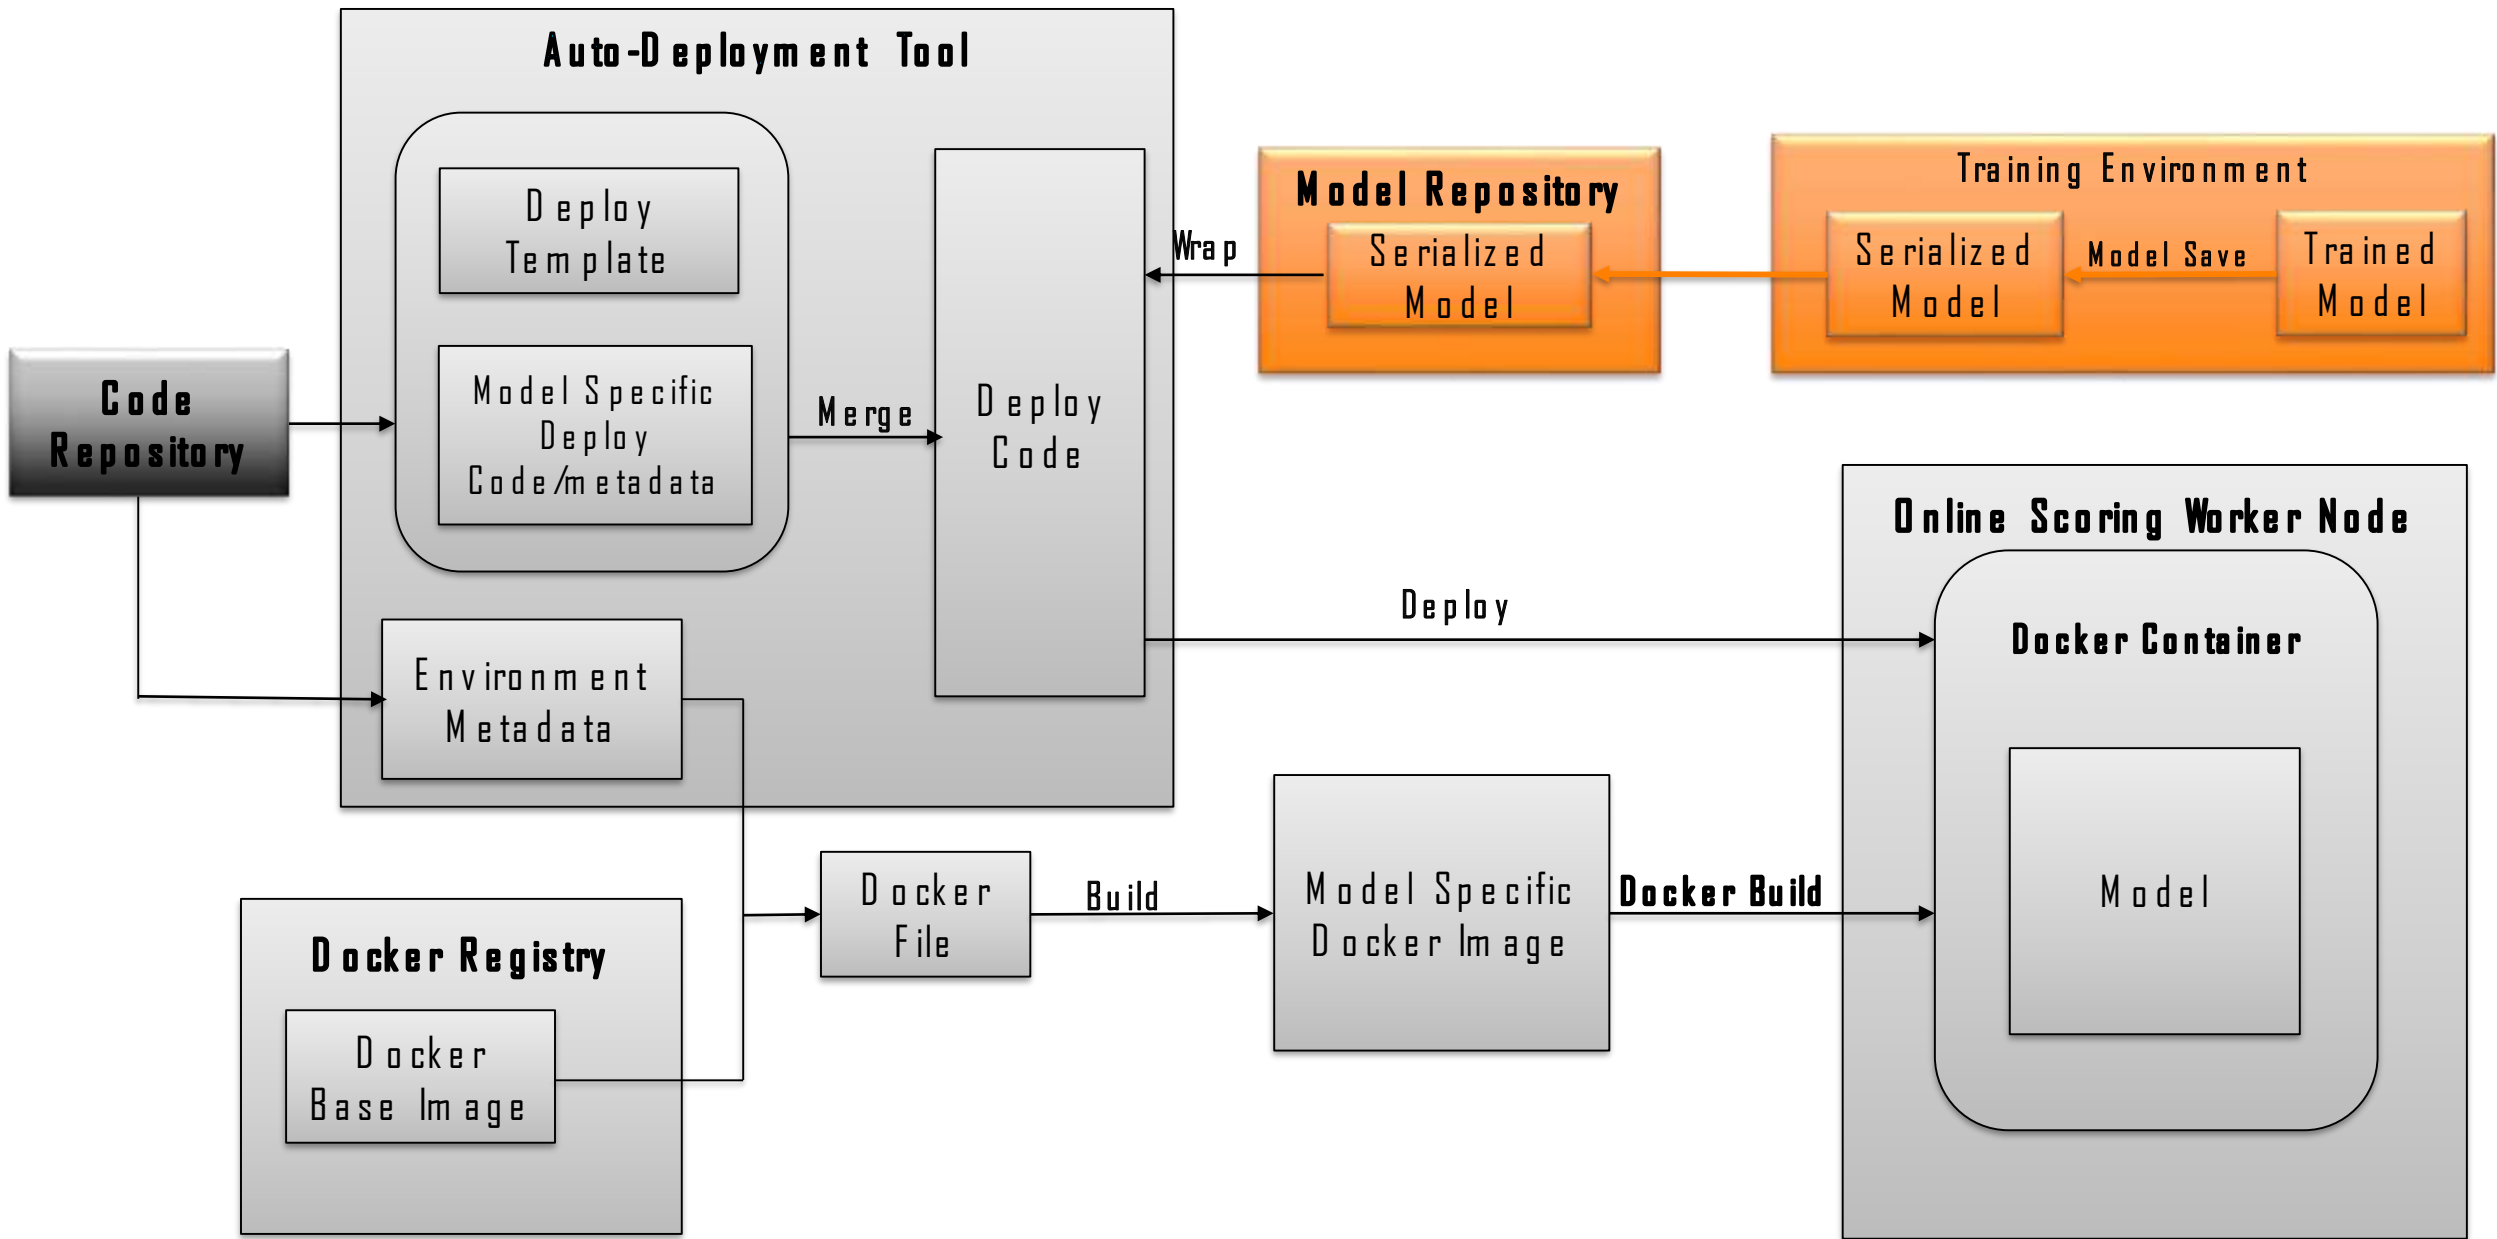 Auto-Deployment Tool
Deploy
Template
Model Specific
Deploy
Code/metadata
Merge
Deploy
Code
Wrap
Model Repository
Serialized
Model
Training Environment
Serialized
Model
Model Save
Trained
Model
Code
Repository
Environment
Metadata
Deploy
Online Scoring Worker Node
Docker Container
Model
Docker Registry
Docker
Base Image
Docker
File
Build
Model Specific
Docker Image
Docker Build